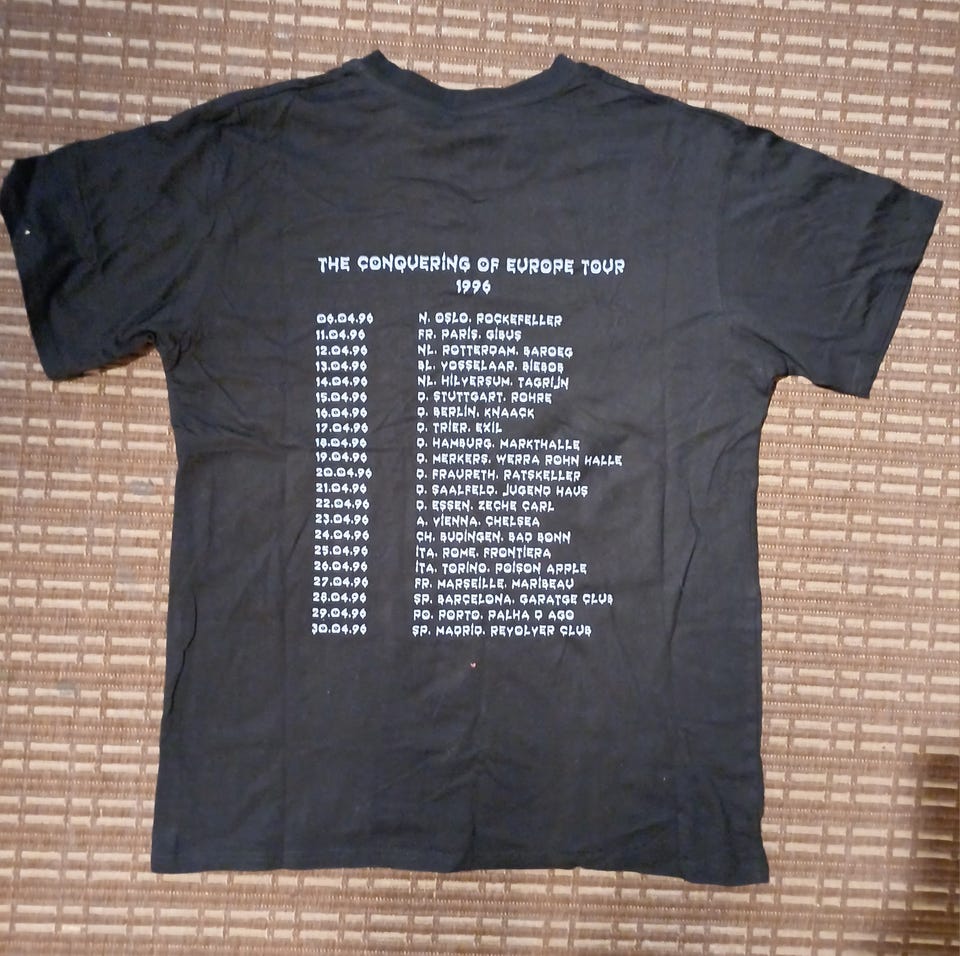 THE CONQUERING OF EUROPE TOUR
1996
06.04.96 N. OSLO. ROCKEFELLER
11.04.96 FR. PARIS. GIBUS
12.04.96 NL. ROTTERDAM. BAROEG
13.04.96 BL. VOSSELAAR. BIEBOB
14.04.96 NL. HILVERSUM. TAGRIJN
15.04.96 D. STUTTGART. ROHRE
16.04.96 D. BERLIN. KNAACK
17.04.96 D. TRIER. EXIL
18.04.96 D. HAMBURG. MARKTHALLE
19.04.96 D. MERKERS. WERRA ROHN HALLE
20.04.96 D. FRAURETH. RATSKELLER
21.04.96 D. SAALFELD. JUGEND HAUS
22.04.96 D. ESSEN. ZECHE CARL
23.04.96 A. VIENNA. CHELSEA
24.04.96 CH. BUDINGEN. BAD BONN
25.04.96 ITA. ROME. FRONTIERA
26.04.96 ITA. TORINO. POISON APPLE
27.04.96 FR. MARSEILLE. MARIBEAU
28.04.96 SP. BARCELONA. GARATGE CLUB
29.04.96 PO. PORTO. PALHA D AGO
30.04.96 SP. MADRID. REVOLVER CLUB